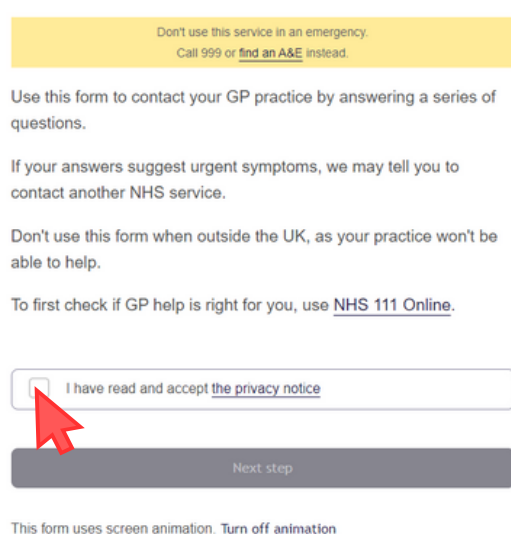 Don't use this service in an emergency.
Call 999 or find an A&E instead.
Use this form to contact your GP practice by answering a series of
questions.
If your answers suggest urgent symptoms, we may tell you to
contact another NHS service.
Don't use this form when outside the UK, as your practice won't be
able to help.
To first check if GP help is right for you, use NHS 111 Online.
I have read and accept the privacy notice
Next step
This form uses screen animation. Turn off animation